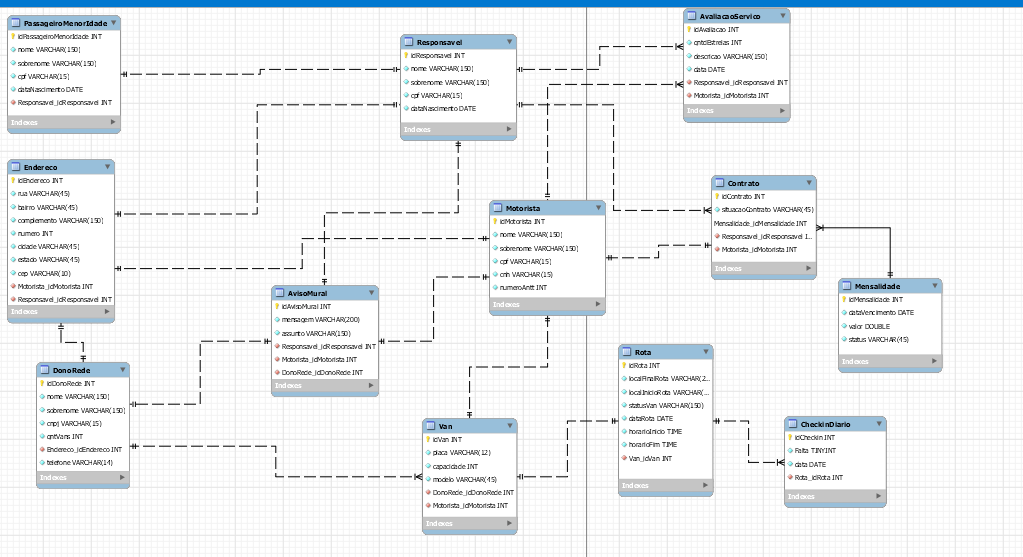 PassageiroMenorIdade
idPassageiroMenorIdade INT
nome VARCHAR(150)
sobrenome VARCHAR(150)
cpf VARCHAR(15)
dataNascimento DATE
Responsavel_idResponsavel INT
Indexes
Responsavel
idResponsavel INT
nome VARCHAR(150)
sobrenome VARCHAR(150)
cpf VARCHAR(15)
dataNascimento DATE
Indexes
AvaliacaoServico
idAvaliacao INT
qntdEstrelas INT
descricao VARCHAR(150)
data DATE
Responsavel_idResponsavel INT
Motorista_idMotorista INT
Indexes
Endereco
idEndereco INT
rua VARCHAR(45)
bairro VARCHAR(45)
complemento VARCHAR(150)
numero INT
cidade VARCHAR(45)
estado VARCHAR(45)
cep VARCHAR(10)
Motorista_idMotorista INT
Responsavel_idResponsavel INT
Indexes
Motorista
idMotorista INT
nome VARCHAR(150)
sobrenome VARCHAR(150)
cpf VARCHAR(15)
cnh VARCHAR(15)
numeroAntt INT
Contrato
idContrato INT
situacaoContrato VARCHAR(45)
Mensalidade_idMensalidade INT
Responsavel_idResponsavel I...
Motorista_idMotorista INT
Indexes
AvisoMural
idAvisoMural INT
mensagem VARCHAR(200)
assunto VARCHAR(150)
Responsavel_idResponsavel INT
Motorista_idMotorista INT
DonoRede_idDonoRede INT
Indexes
Indexes
Mensalidade
idMensalidade INT
dataVencimento DATE
valor DOUBLE
status VARCHAR(45)
Indexes
DonoRede
idDonoRede INT
nome VARCHAR(150)
sobrenome VARCHAR(150)
cnpj VARCHAR(15)
qntVans INT
Endereco_idEndereco INT
telefone VARCHAR(14)
Indexes
Van
idVan INT
placa VARCHAR(12)
capacidade INT
modelo VARCHAR(45)
DonoRede_idDonoRede INT
Motorista_idMotorista INT
Indexes
Rota
idRota INT
localFinalRota VARCHAR(2...
localInicioRota VARCHAR(...
statusVan VARCHAR(150)
dataRota DATE
horarioInicio TIME
horarioFim TIME
Van_idVan INT
Indexes
CheckinDiario
idCheckin INT
Falta TINYINT
data DATE
Rota_idRota INT
Indexes